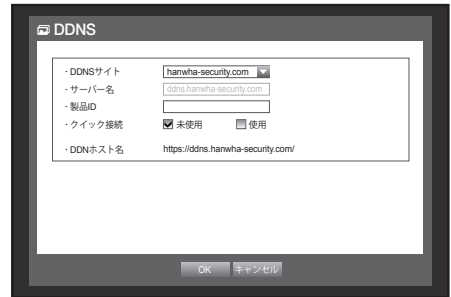 DDNS
・DDNSサイト hanwha-security.com
・サーバー名 ddns.hanwha-security.com
・製品ID
・クイック接続 未使用 使用
・DDNホスト名 https://ddns.hanwha-security.com/
OK キャンセル